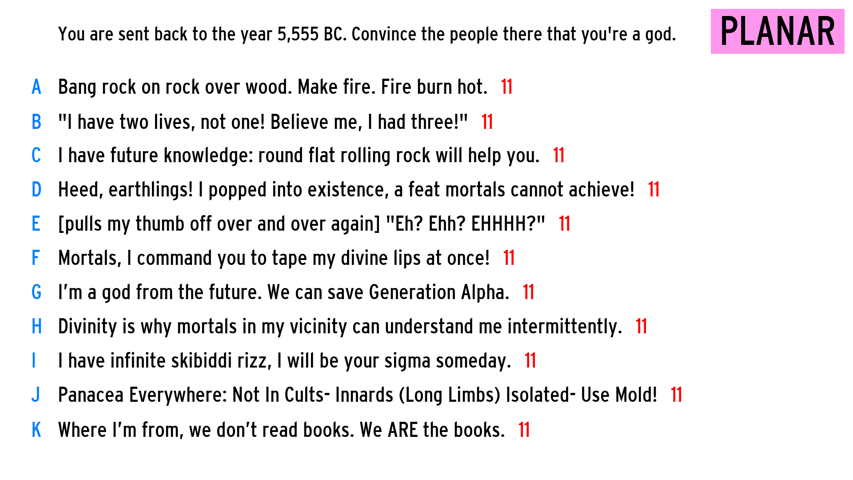 You are sent back to the year 5,555 BC. Convince the people there that you're a god.
PLANAR
A Bang rock on rock over wood. Make fire. Fire burn hot. 11
B "I have two lives, not one! Believe me, I had three!" 11
C I have future knowledge: round flat rolling rock will help you. 11
D Heed, earthlings! I popped into existence, a feat mortals cannot achieve! 11
E [pulls my thumb off over and over again] "Eh? Ehh? EHHHH?" 11
F Mortals, I command you to tape my divine lips at once! 11
G I'm a god from the future. We can save Generation Alpha. 11
H Divinity is why mortals in my vicinity can understand me intermittently. 11
I I have infinite skibiddi rizz, I will be your sigma someday. 11
J Panacea Everywhere: Not In Cults- Innards (Long Limbs) Isolated- Use Mold! 11
K Where I'm from, we don't read books. We ARE the books. 11